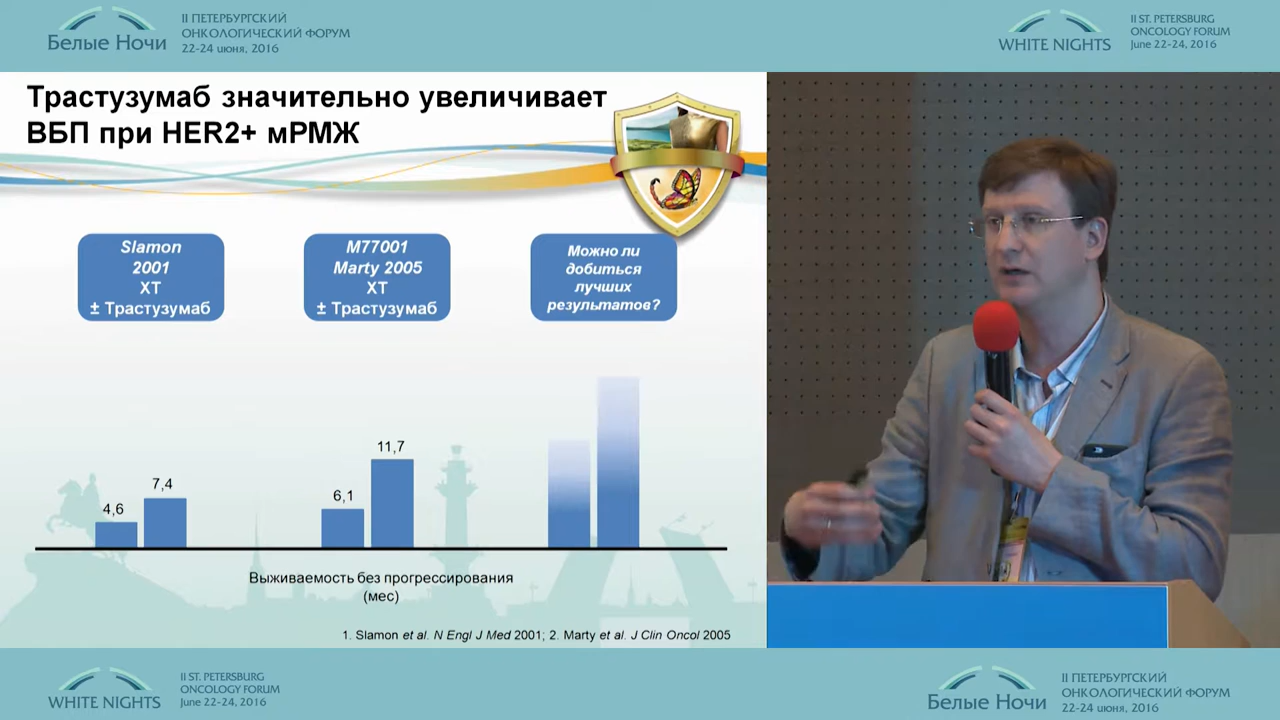 Белые Ночи
II ПЕТЕРБУРГСКИЙ
ОНКОЛОГИЧЕСКИЙ ФОРУМ
22-24 июня, 2016
WHITE NIGHTS
II ST. PETERSBURG
ONCOLOGY FORUM
June 22-24, 2016
Трастузумаб значительно увеличивает
ВБП при HER2+ мРМЖ
Slamon
2001
ХТ
± Трастузумаб
M77001
Marty 2005
ХТ
± Трастузумаб
Можно ли
добиться
лучших
результатов?
4,6
7,4
6,1
11,7
Выживаемость без прогрессирования
(мес)
1. Slamon et al. N Engl J Med 2001; 2. Marty et al. J Clin Oncol 2005
WHITE NIGHTS
II ST. PETERSBURG
ONCOLOGY FORUM
June 22-24, 2016
Белые Ночи
II ПЕТЕРБУРГСКИЙ
ОНКОЛОГИЧЕСКИЙ ФОРУМ
22-24 июня, 2016